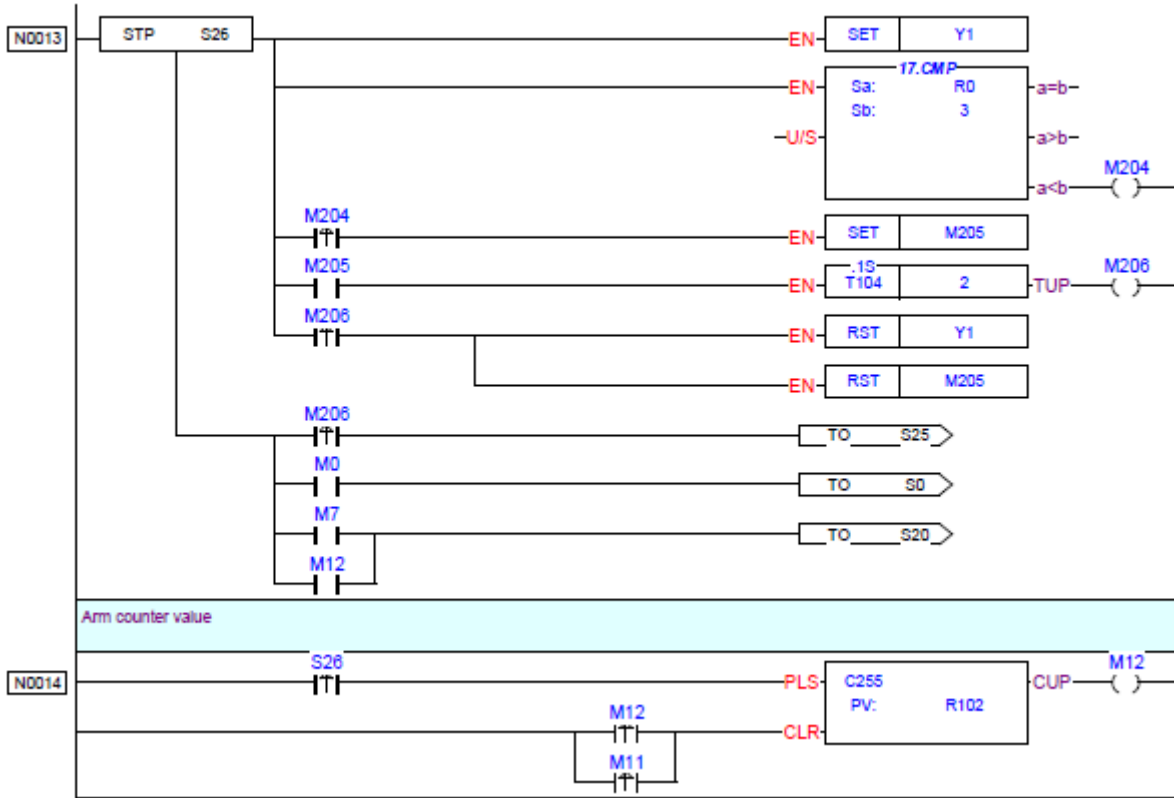 N0013 STP S26 EN SET Y1
17.CMP
EN Sa: R0 a=b
Sb: 3
U/S a>b
M204
a<b
M204
EN SET M205
M205 .1S M206
EN T104 2 TUP
M206
EN RST Y1
EN RST M205
M206
TO S25
M0
TO S0
M7
TO S20
M12
Arm counter value
S26 M12
N0014 PLS C255 CUP
PV: R102
M12
CLR
M11